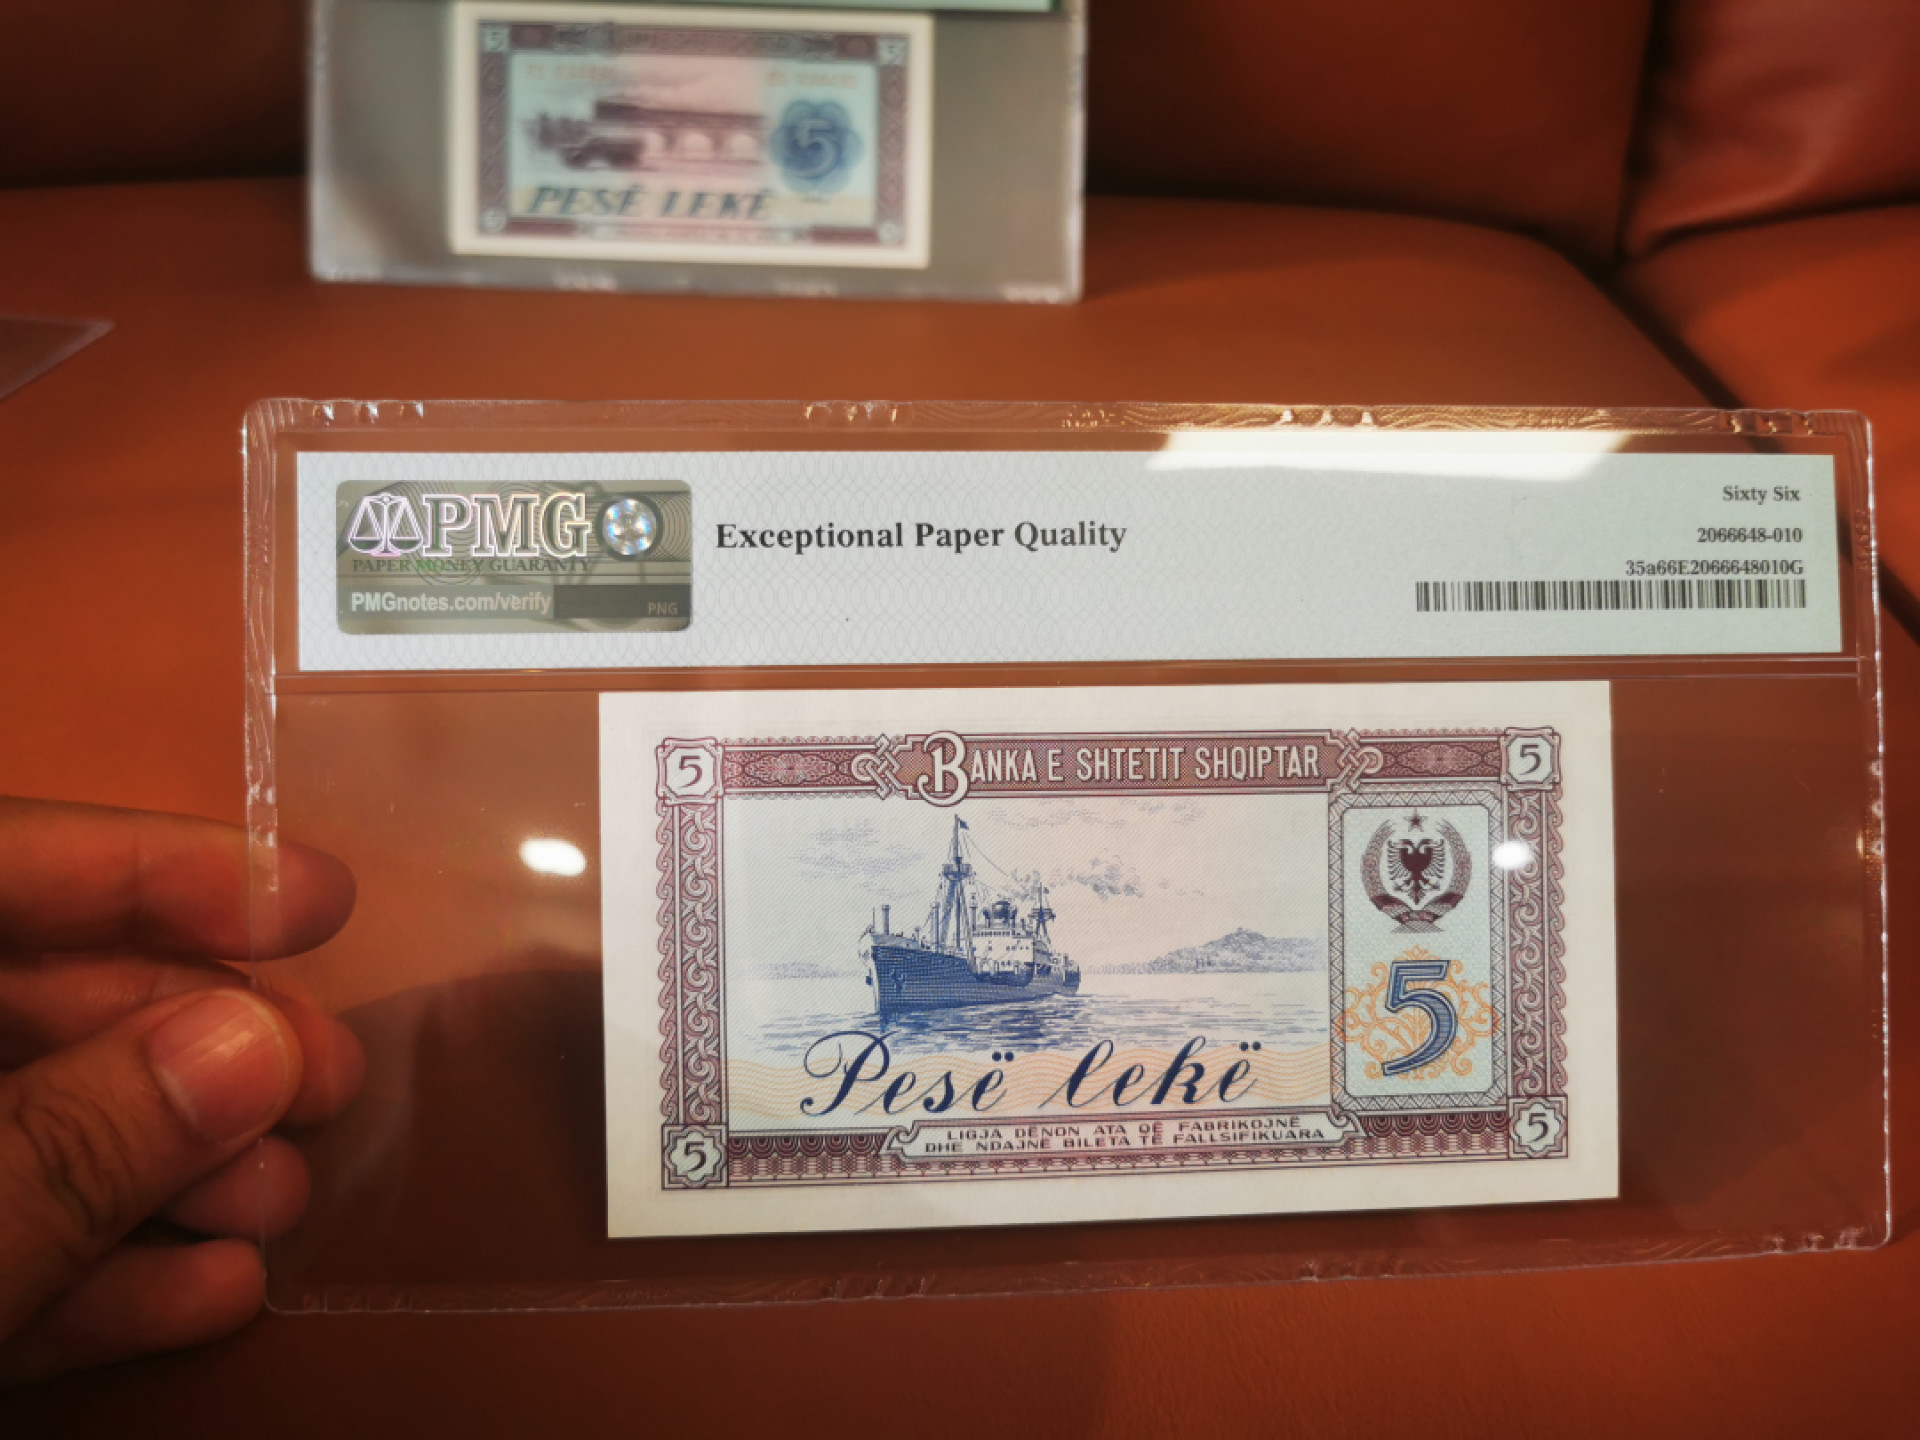 5
5
5
PESË LEKË
PMG
PAPER MONEY GUARANTY
PMGnotes.com/verify
PNG
Exceptional Paper Quality
Sixty Six
2066648-010
35a66E2066648010G
5
BANKA E SHTETIT SHQIPTAR
5
5
Pesë lekë
5
LIGJA DËNON ATA QË FABRIKOJNË
DHE NDAJNË BILETA TË FALLSIFIKUARA
5